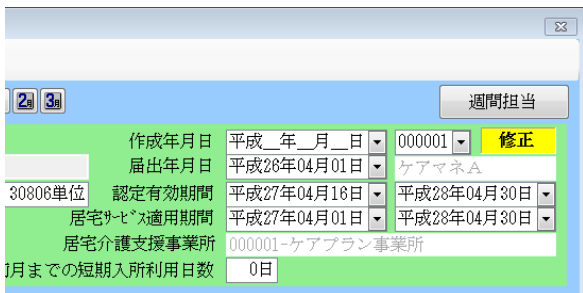 2月 3月 週間担当
作成年月日 平成__年__月__日 000001 修正
届出年月日 平成26年04月01日 ケアマネA
30806単位 認定有効期間 平成27年04月16日 平成28年04月30日
居宅ｻｰﾋﾞｽ適用期間 平成27年04月01日 平成28年04月30日
居宅介護支援事業所 000001-ケアプラン事業所
月までの短期入所利用日数 0日